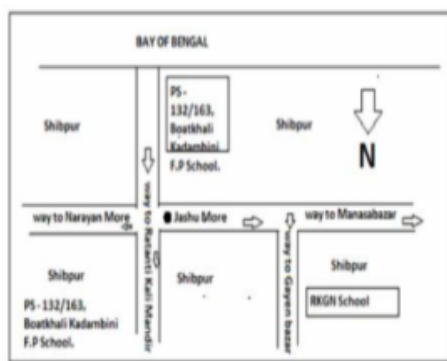 BAY OF BENGAL
PS -
132/163,
Boatkhali
Kadambini
F.P School.
Shibpur
Shibpur
N
way to Narayan More
Jashu More
way to Manasabazar
way to Ratanti Kali Mandir
way to Gayen bazar
Shibpur
Shibpur
Shibpur
PS - 132/163,
Boatkhali Kadambini
F.P School.
RKGN School